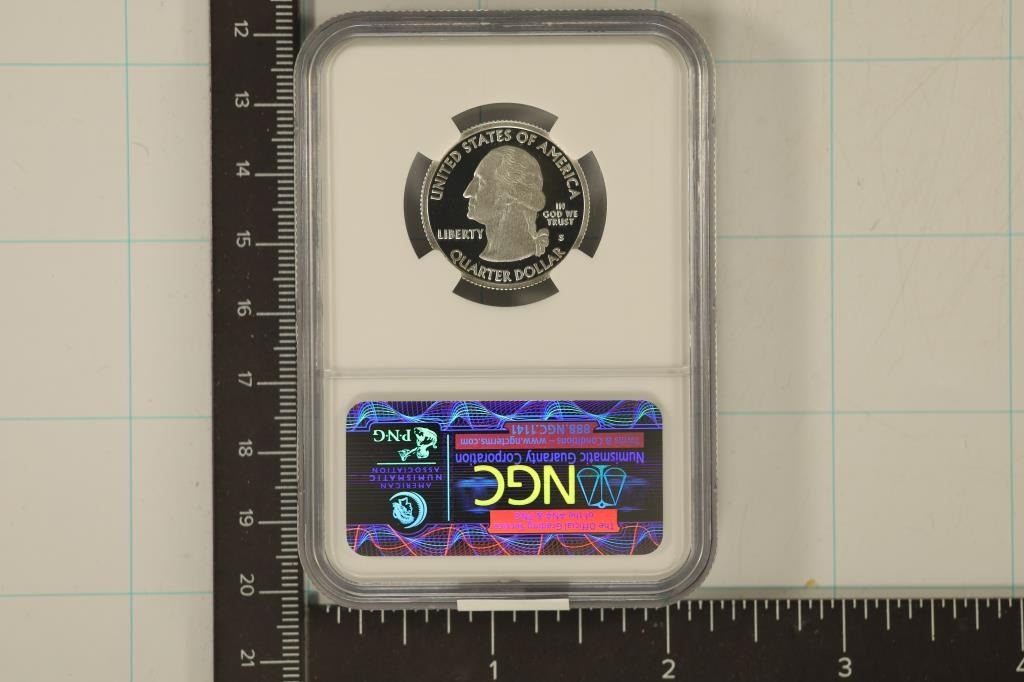 12
13
14
15
16
17
18
19
20
21
UNITED STATES OF AMERICA
IN
GOD WE
TRUST
LIBERTY
S
QUARTER DOLLAR
The Official Grading Service
of the ANA & PNG
NGC
Numismatic Guaranty Corporation
Terms & Conditions – www.ngcterms.com
888.NGC.1141
AMERICAN
NUMISMATIC
ASSOCIATION
P·N·G
1
2
3
4